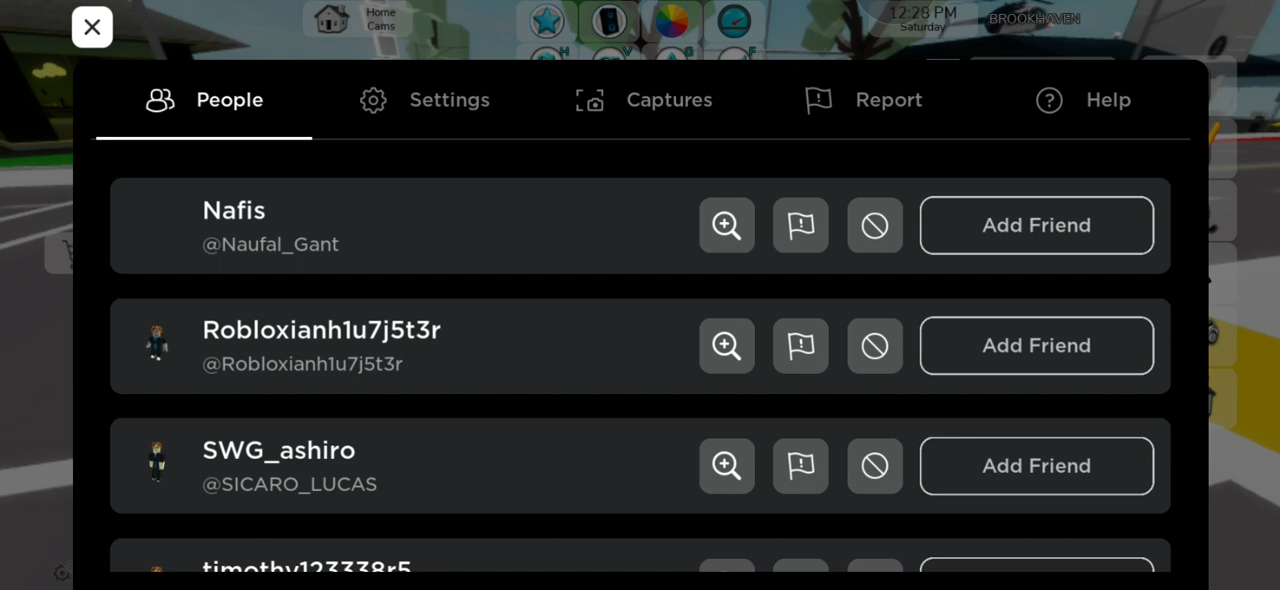 Home
Cams
12:28 PM
Saturday
BROOKHAVEN
H V G F
People Settings Captures Report Help
Nafis
@Naufal_Gant
Add Friend
Robloxianh1u7j5t3r
@Robloxianh1u7j5t3r
Add Friend
SWG_ashiro
@SICARO_LUCAS
Add Friend
timothy123338r5